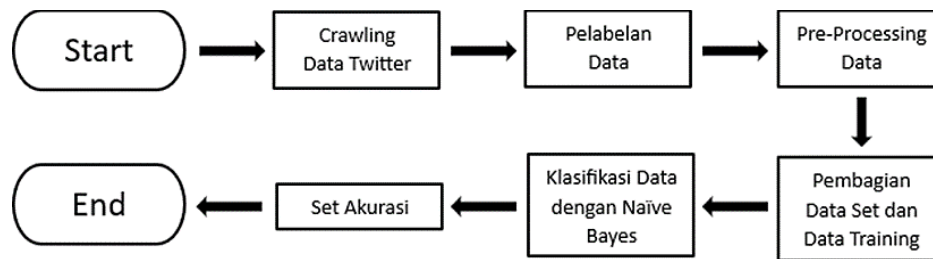 Start
Crawling
Data Twitter
Pelabelan
Data
Pre-Processing
Data
Pembagian
Data Set dan
Data Training
Klasifikasi Data
dengan Naïve
Bayes
Set Akurasi
End